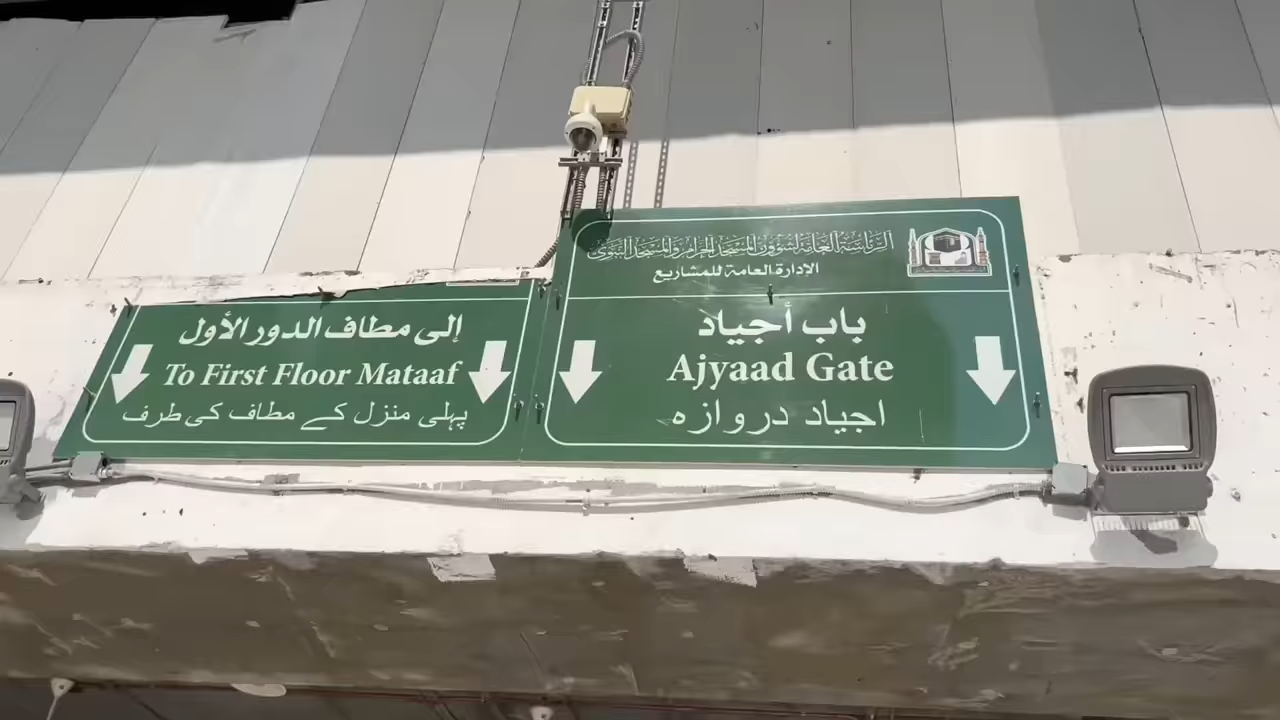 الرئاسة العامة لشؤون المسجد الحرام والمسجد النبوي
الإدارة العامة للمشاريع
باب أجياد
Ajyaad Gate
اجیاد دروازہ
إلى مطاف الدور الأول
To First Floor Mataaf
پہلی منزل کے مطاف کی طرف